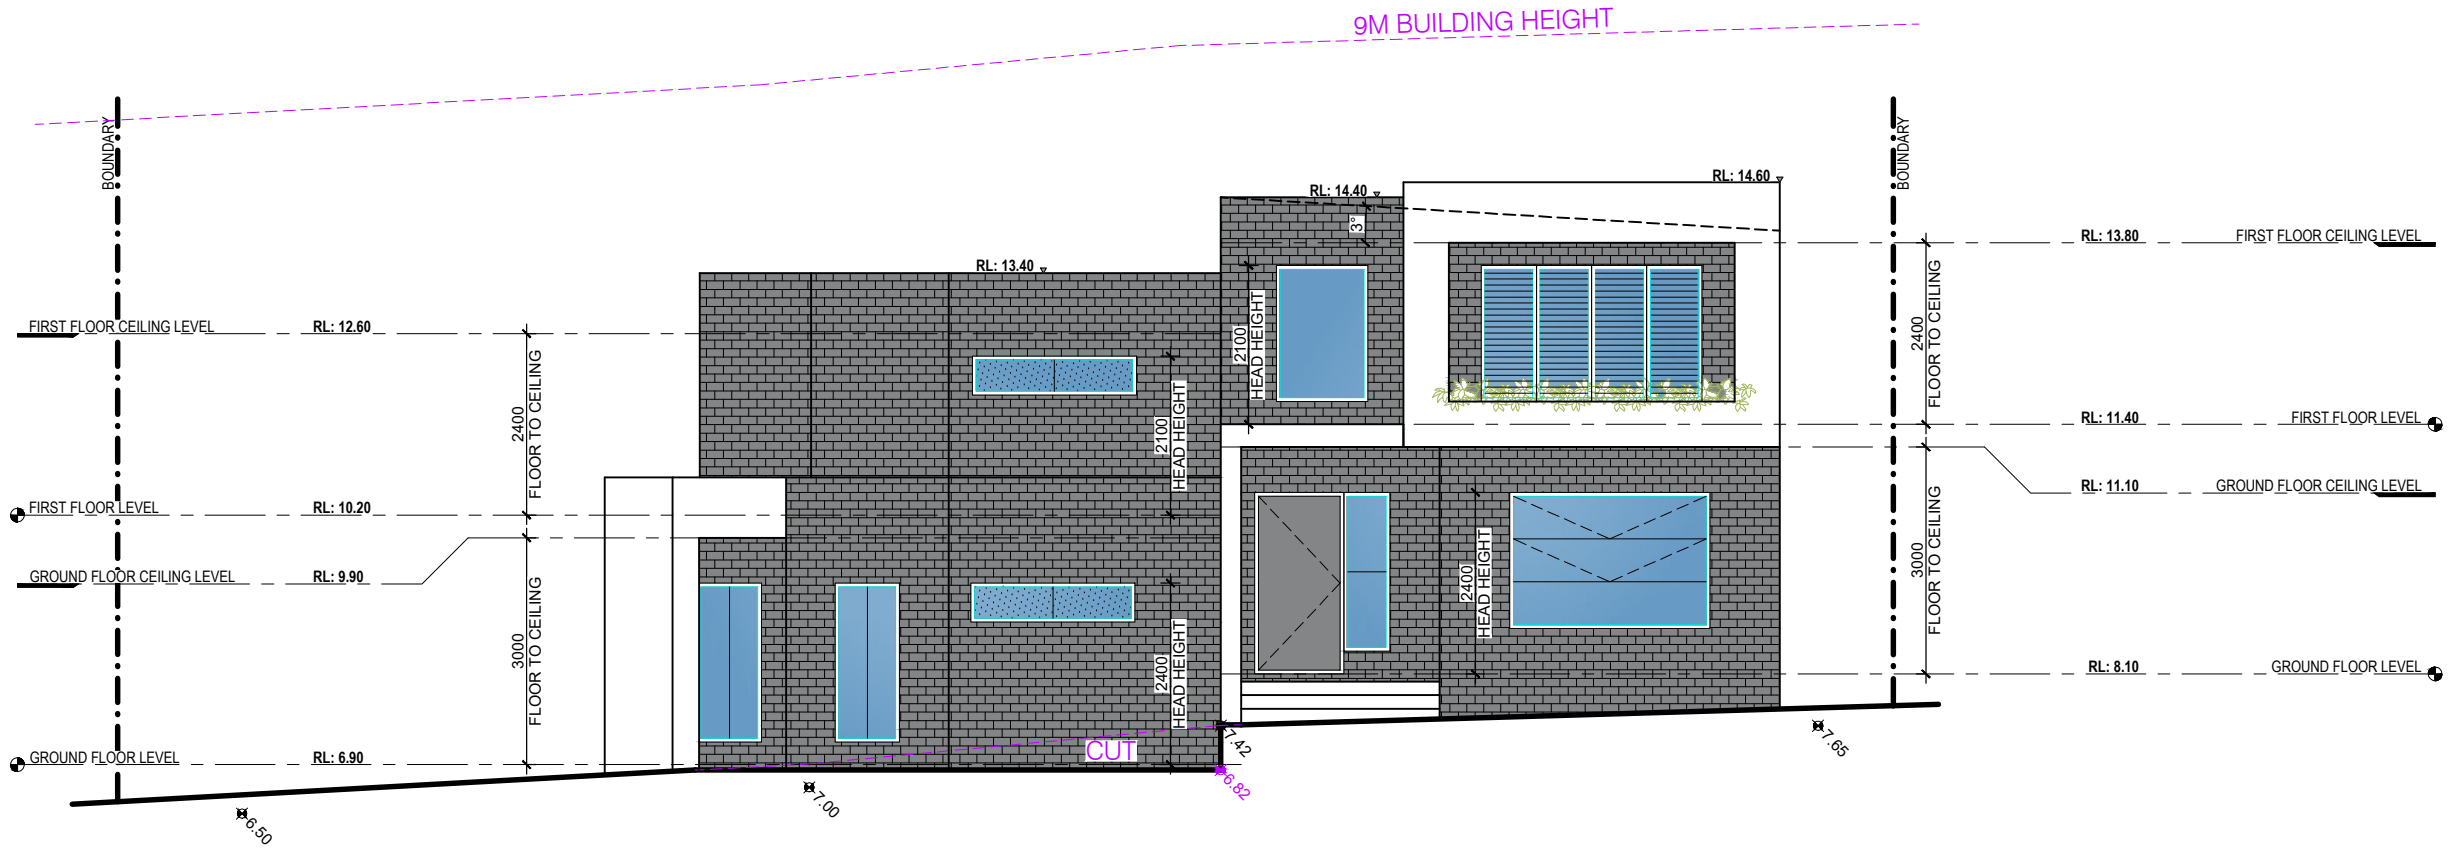 9M BUILDING HEIGHT
BOUNDARY
BOUNDARY
RL: 14.60
RL: 14.40
3°
RL: 13.80
FIRST FLOOR CEILING LEVEL
RL: 13.40
FIRST FLOOR CEILING LEVEL
RL: 12.60
2400
FLOOR TO CEILING
2100
HEAD HEIGHT
2100
HEAD HEIGHT
2400
FLOOR TO CEILING
RL: 11.40
FIRST FLOOR LEVEL
FIRST FLOOR LEVEL
RL: 10.20
RL: 11.10
GROUND FLOOR CEILING LEVEL
GROUND FLOOR CEILING LEVEL
RL: 9.90
3000
FLOOR TO CEILING
2400
HEAD HEIGHT
2400
HEAD HEIGHT
3000
FLOOR TO CEILING
RL: 8.10
GROUND FLOOR LEVEL
GROUND FLOOR LEVEL
RL: 6.90
CUT
7.42
6.82
7.65
7.00
6.50